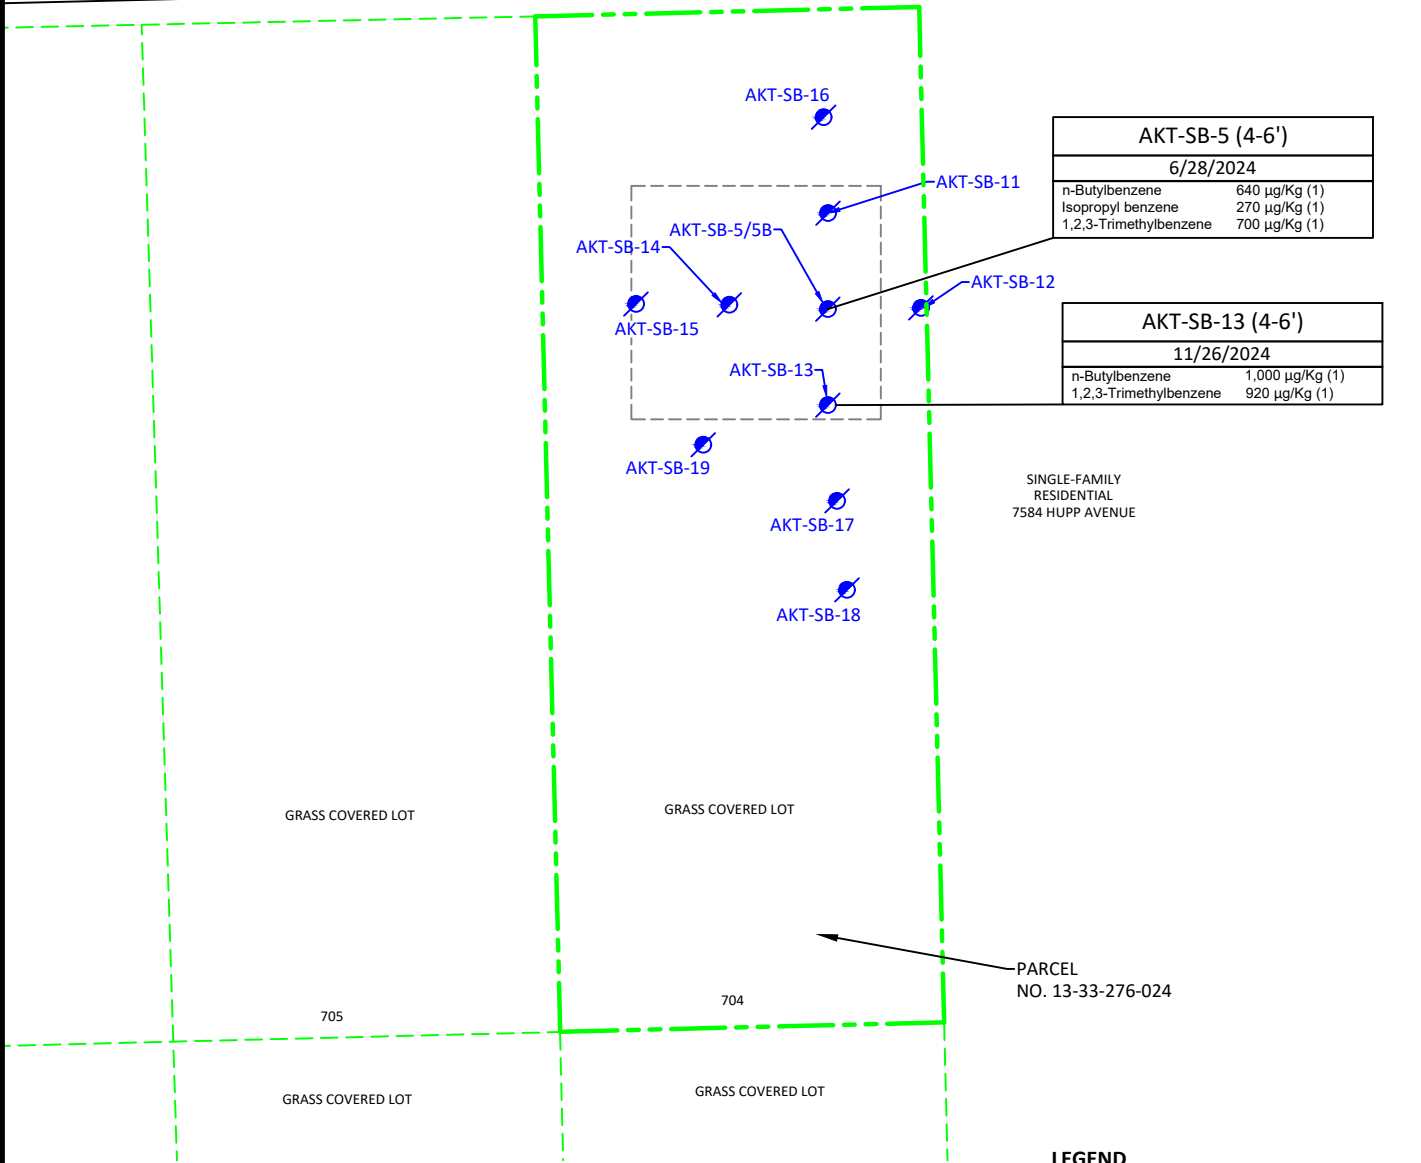 AKT-SB-16
AKT-SB-5 (4-6')
6/28/2024
n-Butylbenzene 640 µg/Kg (1)
Isopropyl benzene 270 µg/Kg (1)
1,2,3-Trimethylbenzene 700 µg/Kg (1)
AKT-SB-11
AKT-SB-5/5B
AKT-SB-14
AKT-SB-12
AKT-SB-15
AKT-SB-13 (4-6')
11/26/2024
n-Butylbenzene 1,000 µg/Kg (1)
1,2,3-Trimethylbenzene 920 µg/Kg (1)
AKT-SB-13
AKT-SB-19
SINGLE-FAMILY
RESIDENTIAL
7584 HUPP AVENUE
AKT-SB-17
AKT-SB-18
GRASS COVERED LOT
GRASS COVERED LOT
PARCEL
NO. 13-33-276-024
705
704
GRASS COVERED LOT
GRASS COVERED LOT
LEGEND